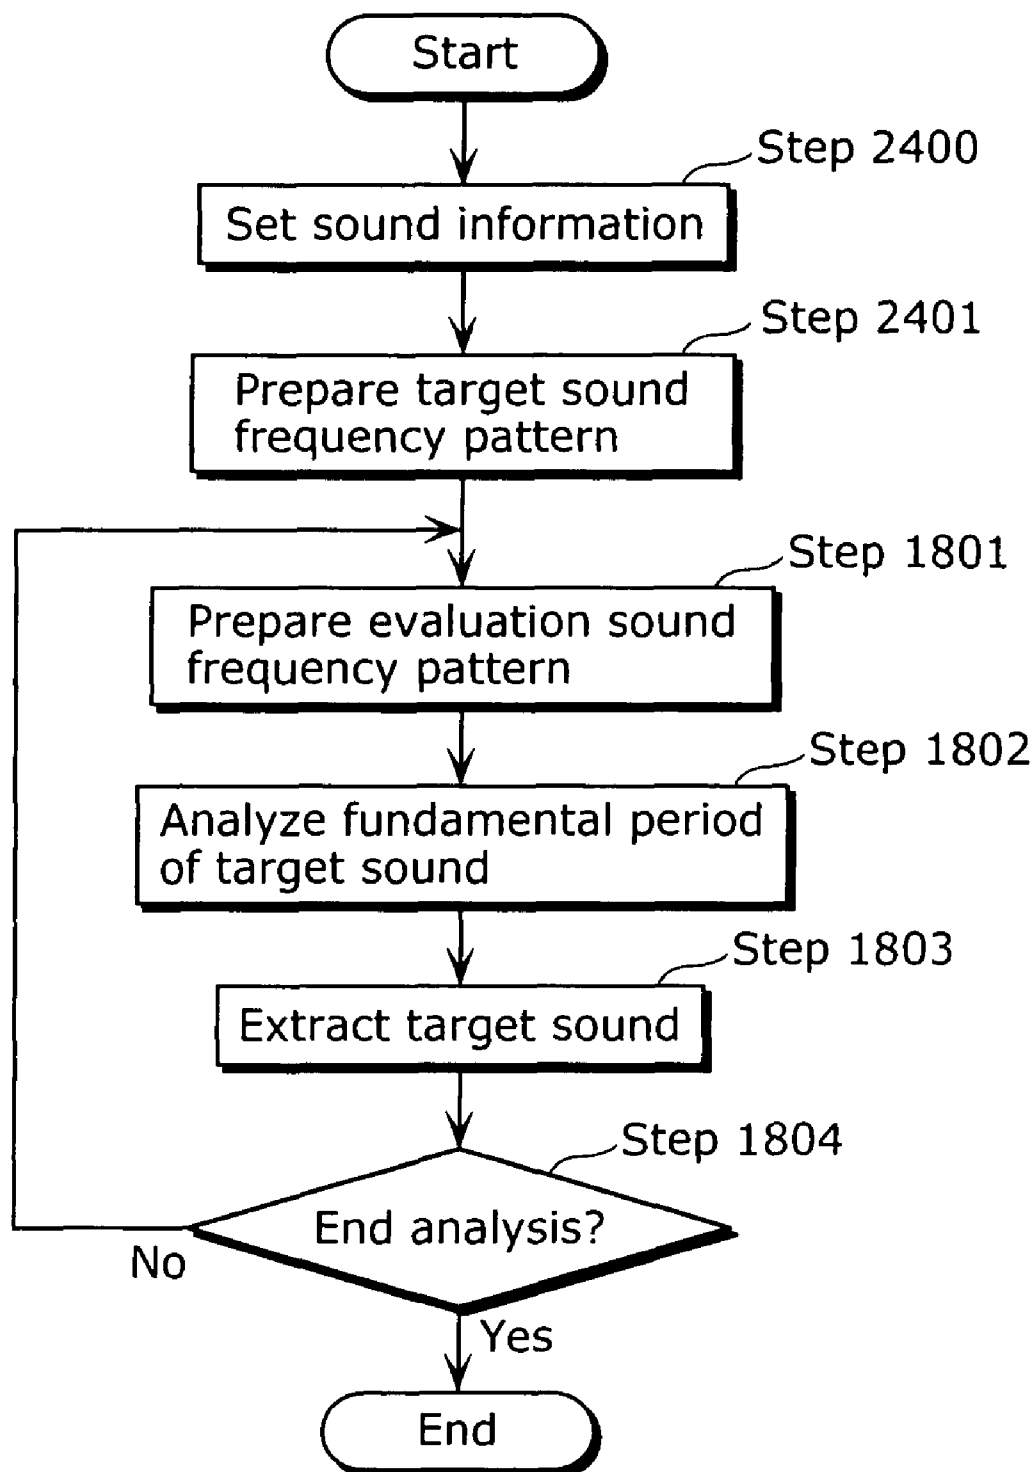 Start
Step 2400
Set sound information
Step 2401
Prepare target sound
frequency pattern
Step 1801
Prepare evaluation sound
frequency pattern
Step 1802
Analyze fundamental period
of target sound
Step 1803
Extract target sound
Step 1804
End analysis?
No
Yes
End